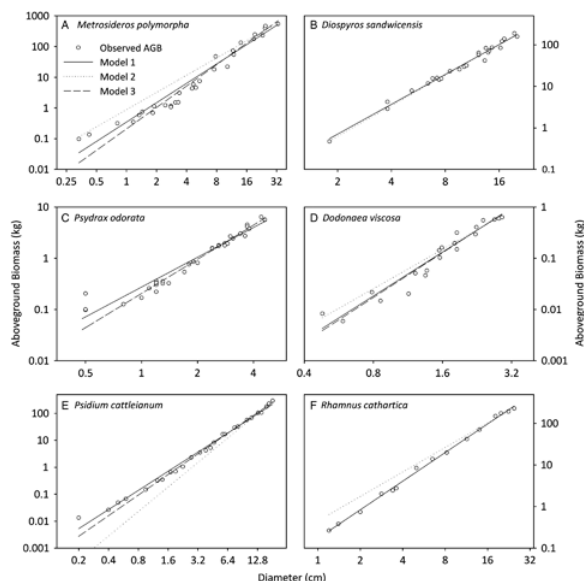 A Metrosideros polymorpha
Observed AGB
Model 1
Model 2
Model 3
1000
100
10
1
0.1
0.01
0.25 0.5 1 2 4 8 16 32
B Diospyros sandwicensis
100
10
1
0.1
2 4 8 16
C Psydrax odorata
10
1
0.1
0.01
0.5 1 2 4
D Dodonaea viscosa
1
0.1
0.01
0.001
0.4 0.8 1.6 3.2
E Psidium cattleianum
100
10
1
0.1
0.01
0.001
0.2 0.4 0.8 1.6 3.2 6.4 12.8
F Rhamnus cathartica
100
10
1
0.1
1 2 4 8 16
Aboveground Biomass (kg)
Aboveground Biomass (kg)
Diameter (cm)